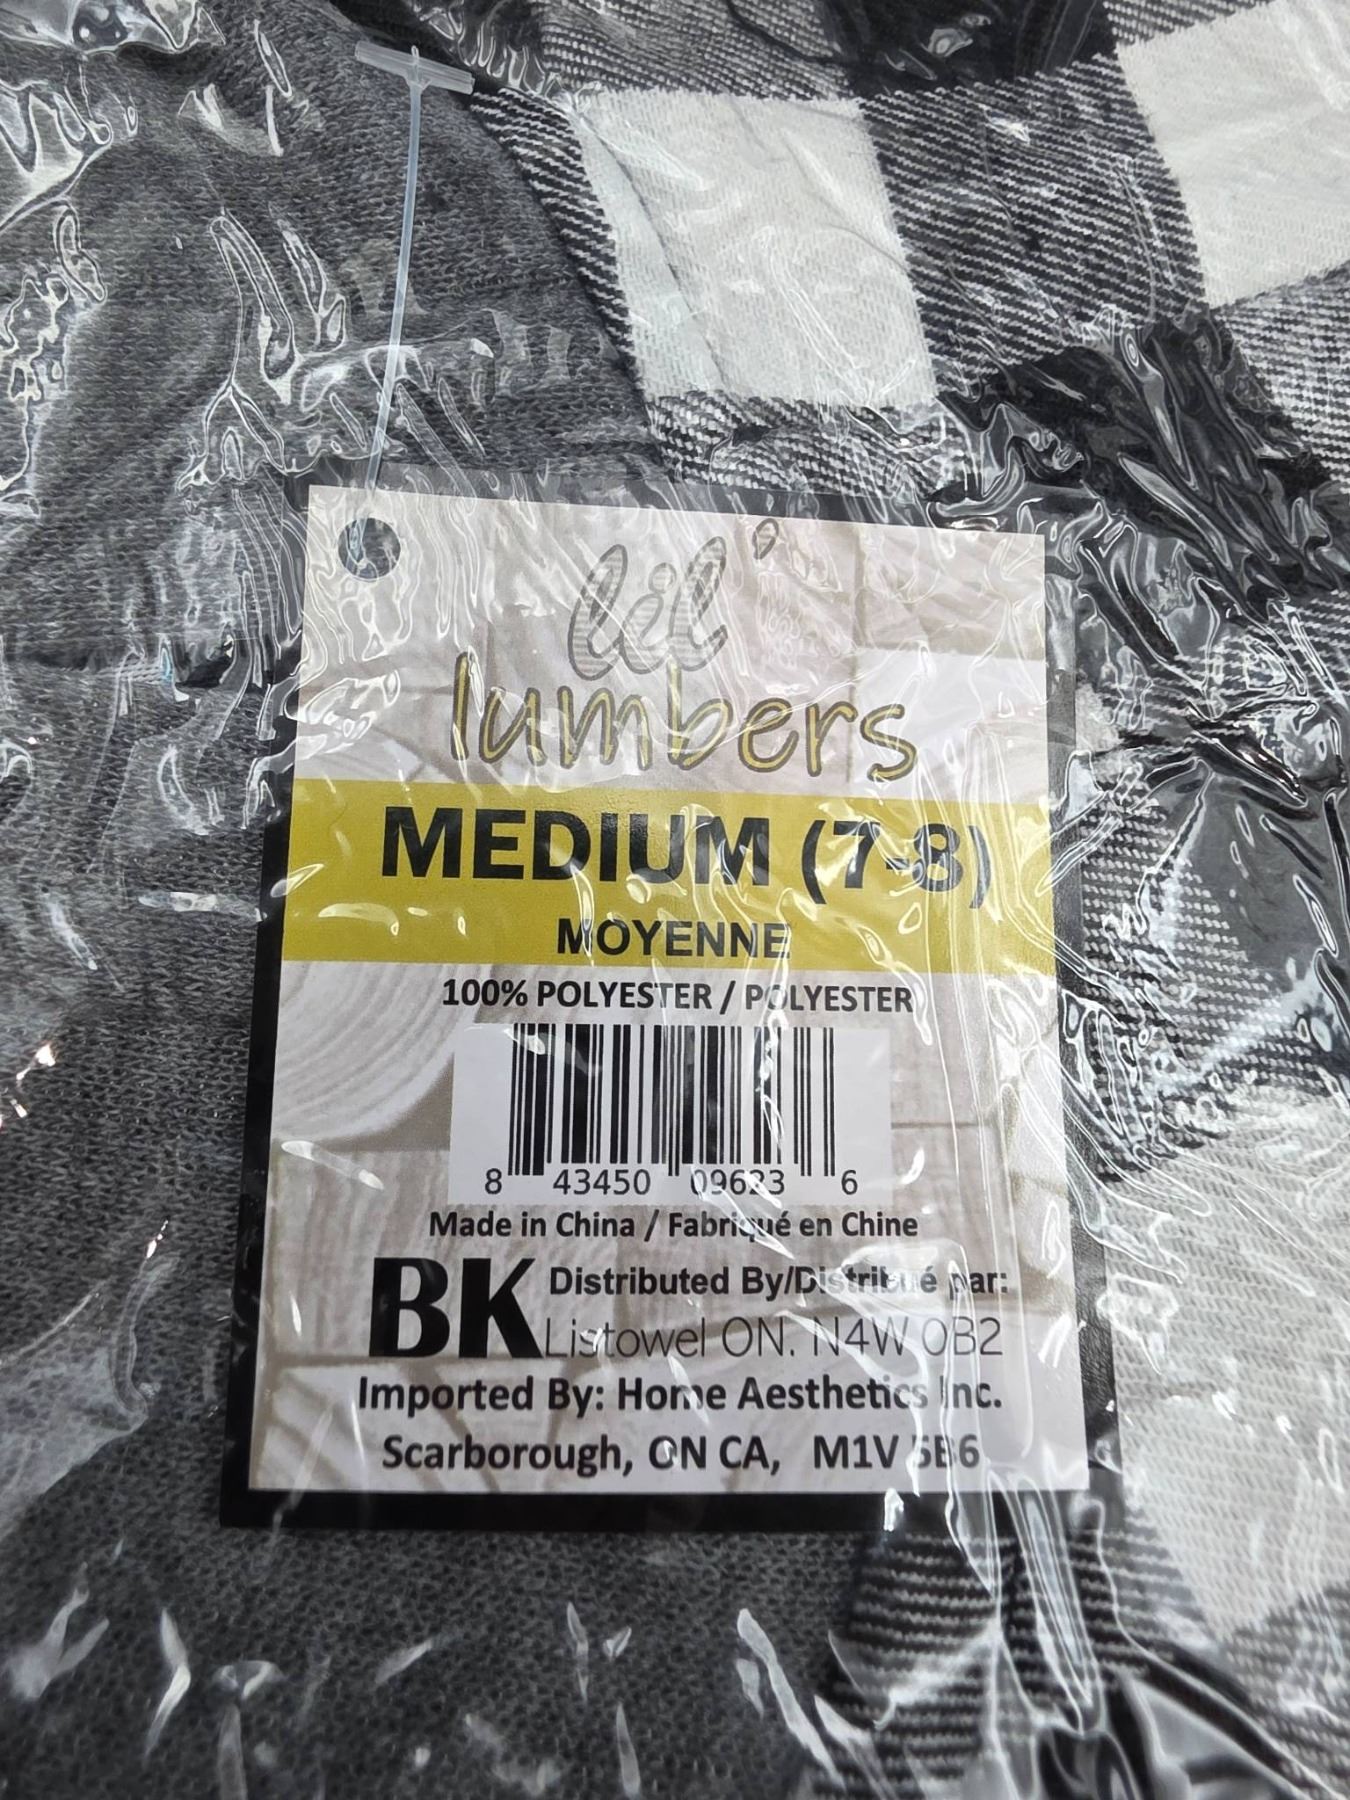 lil'
lumbers
MEDIUM (7-8)
MOYENNE
100% POLYESTER / POLYESTER
8 43450 09623 6
Made in China / Fabriqué en Chine
BK Distributed By/Distribué par:
Listowel ON. N4W 0B2
Imported By: Home Aesthetics Inc.
Scarborough, ON CA, M1V 5B6